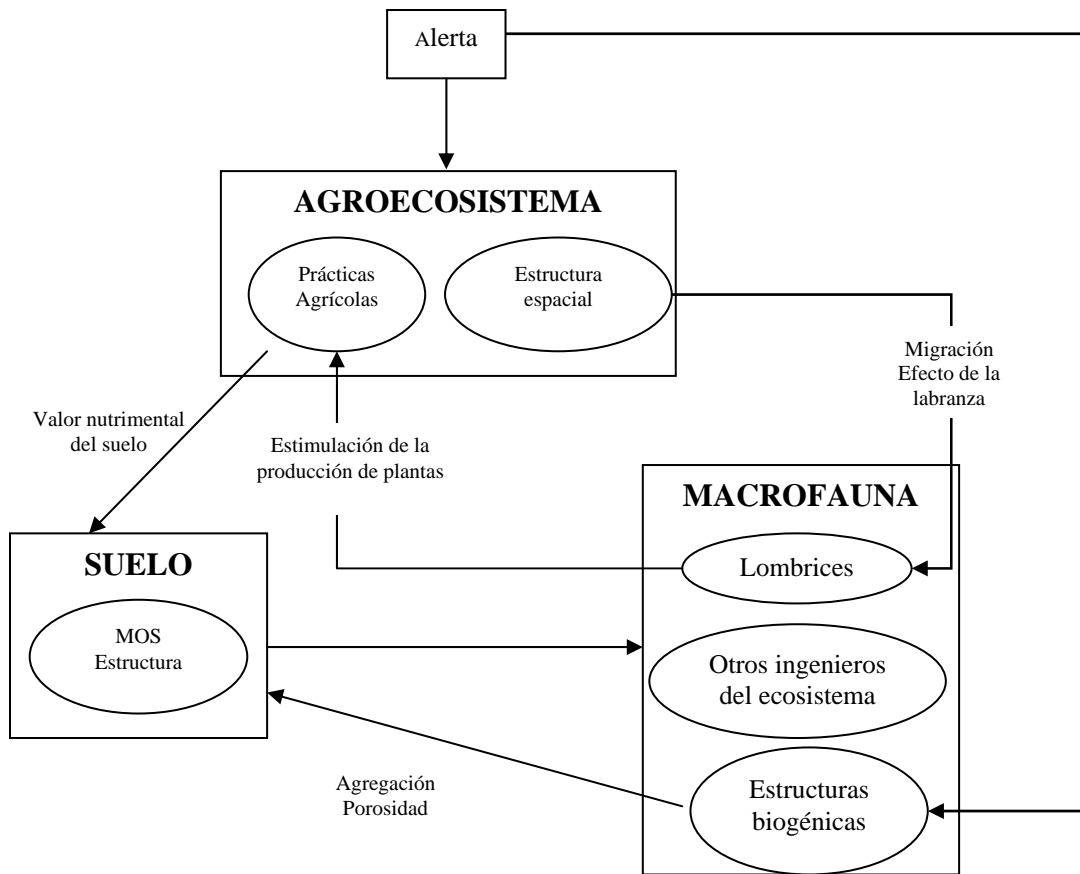 Alerta
AGROECOSISTEMA
Prácticas
Agrícolas
Estructura
espacial
Migración
Efecto de la
labranza
Valor nutrimental
del suelo
Estimulación de la
producción de plantas
MACROFAUNA
Lombrices
Otros ingenieros
del ecosistema
Estructuras
biogénicas
SUELO
MOS
Estructura
Agregación
Porosidad